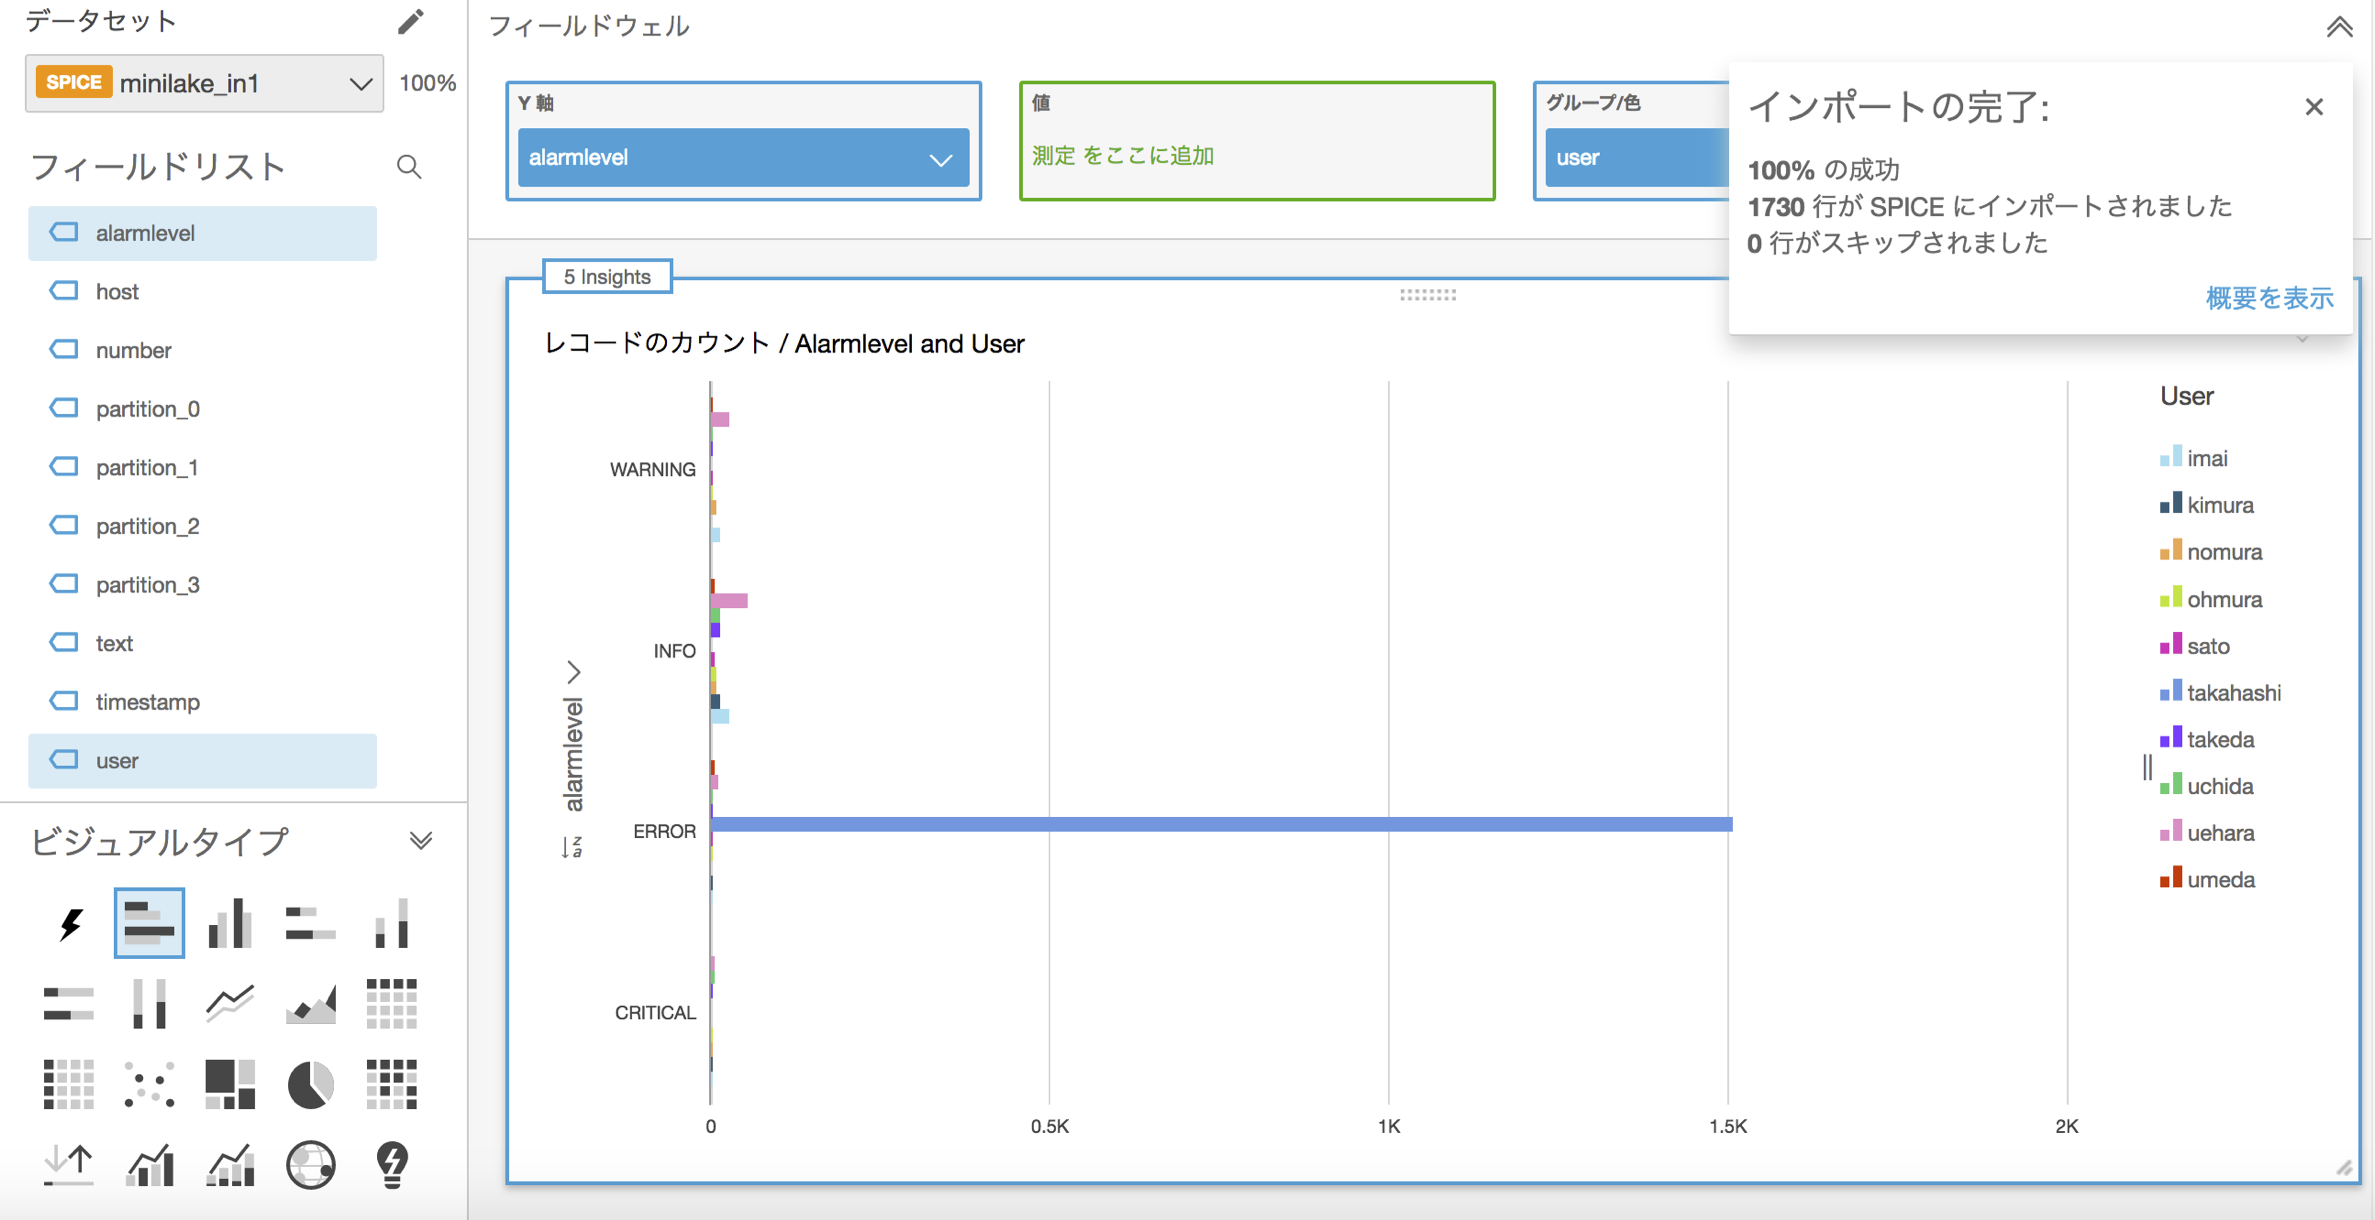 データセット
SPICE minilake_in1 100%
フィールドリスト
alarmlevel
host
number
partition_0
partition_1
partition_2
partition_3
text
timestamp
user
ビジュアルタイプ
フィールドウェル
Y 軸
alarmlevel
値
測定 をここに追加
グループ/色
user
インポートの完了:
100% の成功
1730 行が SPICE にインポートされました
0 行がスキップされました
概要を表示
5 Insights
レコードのカウント / Alarmlevel and User
alarmlevel
z
a
WARNING
INFO
ERROR
CRITICAL
0 0.5K 1K 1.5K 2K
User
imai
kimura
nomura
ohmura
sato
takahashi
takeda
uchida
uehara
umeda